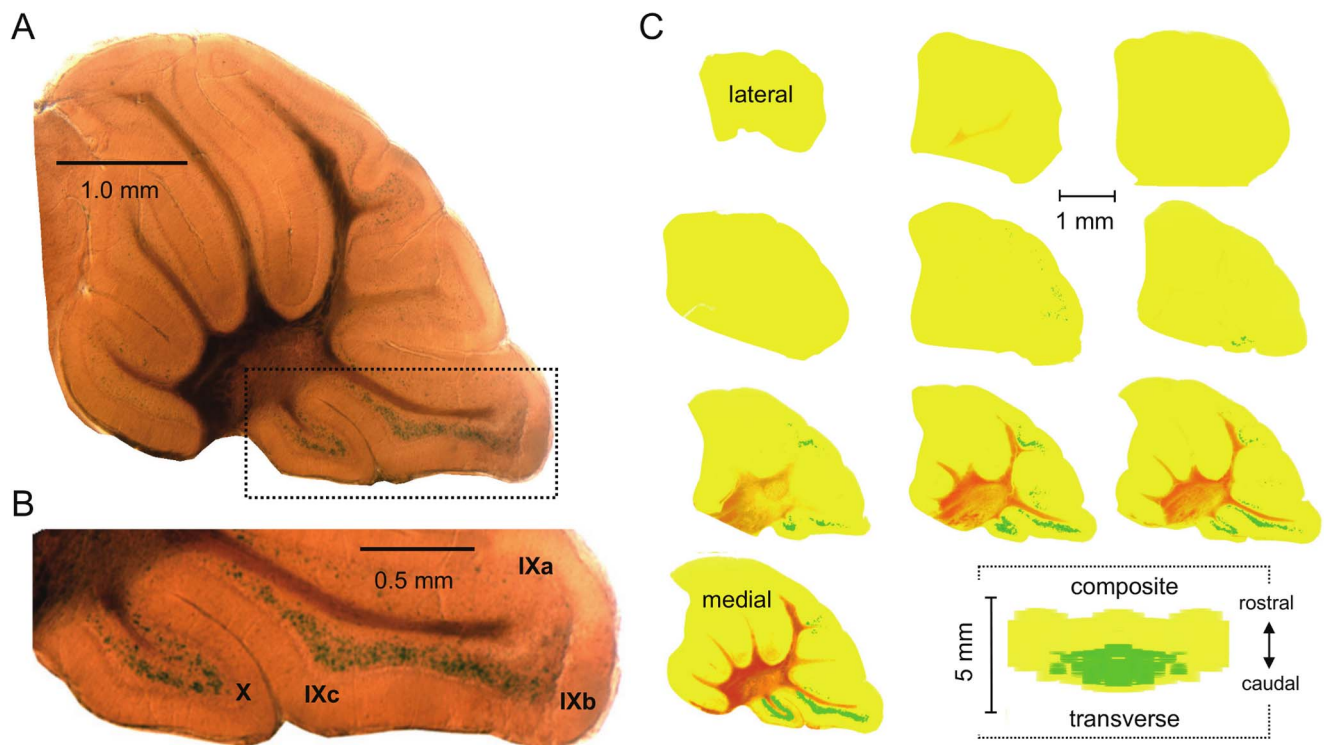 A
1.0 mm
B
0.5 mm
IXa
X
IXc
IXb
C
lateral
1 mm
medial
composite
rostral
5 mm
caudal
transverse